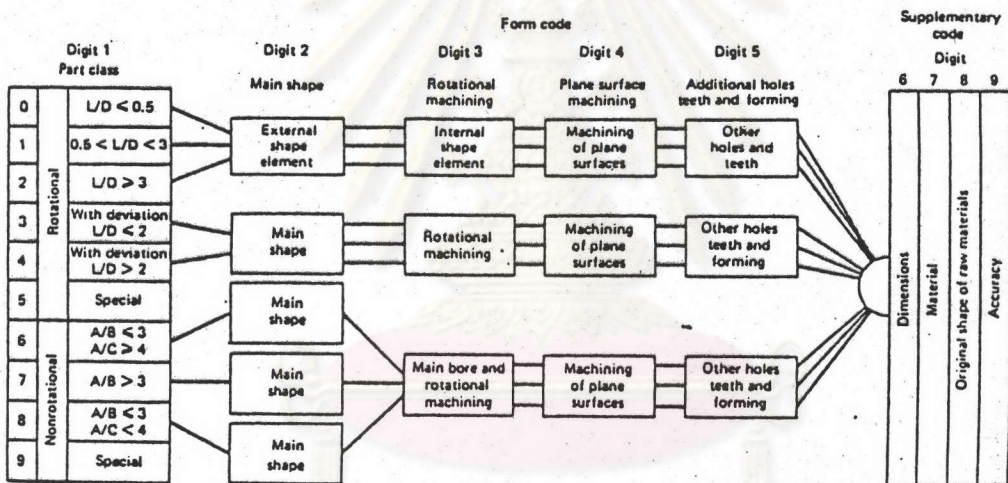 Form code
Supplementary
code
Digit 1
Part class
Digit 2
Main shape
Digit 3
Rotational
machining
Digit 4
Plane surface
machining
Digit 5
Additional holes
teeth and forming
Digit
6 7 8 9
Rotational
Nonrotational
0 L/D < 0.5
1 0.5 < L/D < 3
2 L/D > 3
3 With deviation
L/D < 2
4 With deviation
L/D > 2
5 Special
6 A/B < 3
A/C > 4
7 A/B > 3
8 A/B < 3
A/C < 4
9 Special
External
shape
element
Internal
shape
element
Machining
of plane
surfaces
Other
holes and
teeth
Main
shape
Rotational
machining
Machining
of plane
surfaces
Other holes
teeth and
forming
Main
shape
Main
shape
Main
shape
Main bore and
rotational
machining
Machining
of plane
surfaces
Other holes
teeth and
forming
Dimensions
Material
Original shape of raw materials
Accuracy